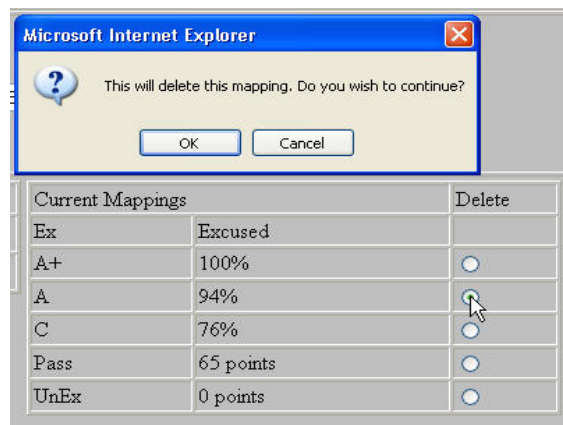 Microsoft Internet Explorer
This will delete this mapping. Do you wish to continue?
OK Cancel
Current Mappings Delete
Ex Excused
A+ 100%
A 94%
C 76%
Pass 65 points
UnEx 0 points